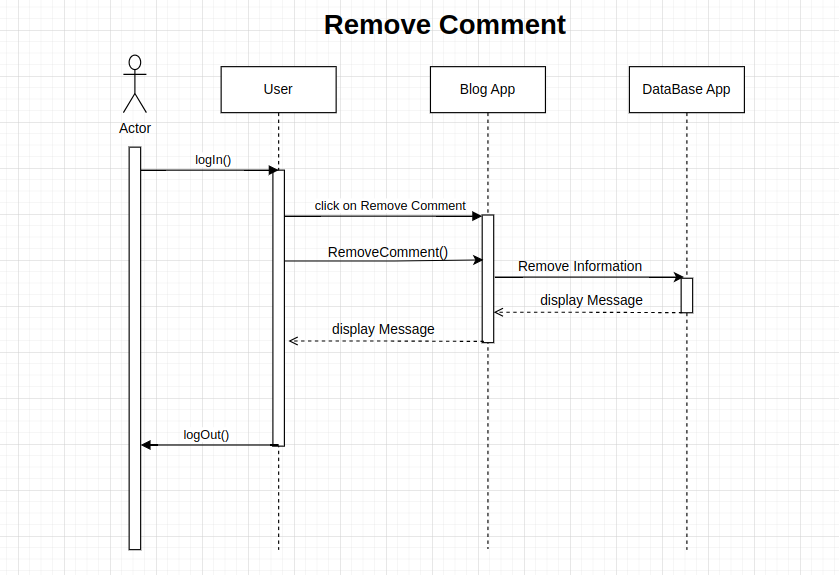 Remove Comment
User
Blog App
DataBase App
Actor
logIn()
click on Remove Comment
RemoveComment()
Remove Information
display Message
display Message
logOut()